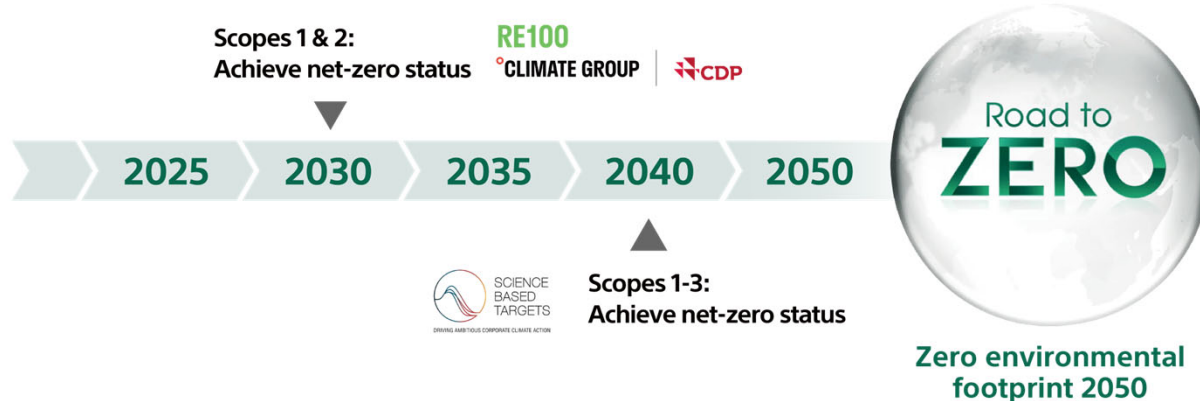 Scopes 1 & 2:
Achieve net-zero status
RE100
°CLIMATE GROUP
CDP
2025
2030
2035
2040
2050
Road to
ZERO
SCIENCE
BASED
TARGETS
DRIVING AMBITIOUS CORPORATE CLIMATE ACTION
Scopes 1-3:
Achieve net-zero status
Zero environmental
footprint 2050